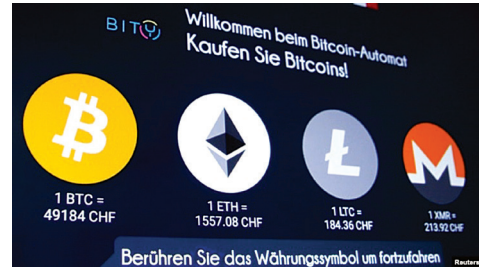 BITY
Willkommen beim Bitcoin-Automat
Kaufen Sie Bitcoins!
1 BTC =
49184 CHF
1 ETH =
1557.08 CHF
1 LTC =
184.36 CHF
1 XMR =
213.92 CHF
Berühren Sie das Währungssymbol um fortzufahren
Reuters